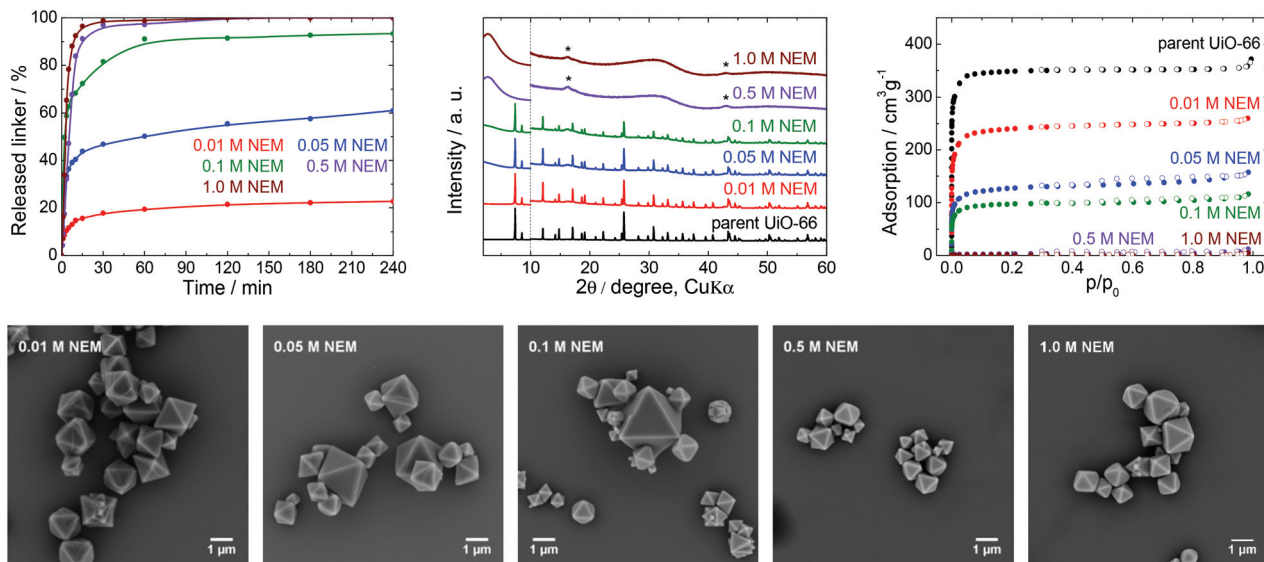 100
80
60
40
20
0
Released linker / %
0.01 M NEM 0.05 M NEM
0.1 M NEM 0.5 M NEM
1.0 M NEM
0 30 60 90 120 150 180 210 240
Time / min
Intensity / a. u.
* *
1.0 M NEM
* *
0.5 M NEM
0.1 M NEM
0.05 M NEM
0.01 M NEM
parent UiO-66
10 20 30 40 50 60
2θ / degree, CuKα
400
350
300
250
200
150
100
50
0
Adsorption / cm³g⁻¹
parent UiO-66
0.01 M NEM
0.05 M NEM
0.1 M NEM
0.5 M NEM 1.0 M NEM
0.0 0.2 0.4 0.6 0.8 1.0
p/p₀
0.01 M NEM
1 µm
0.05 M NEM
1 µm
0.1 M NEM
1 µm
0.5 M NEM
1 µm
1.0 M NEM
1 µm